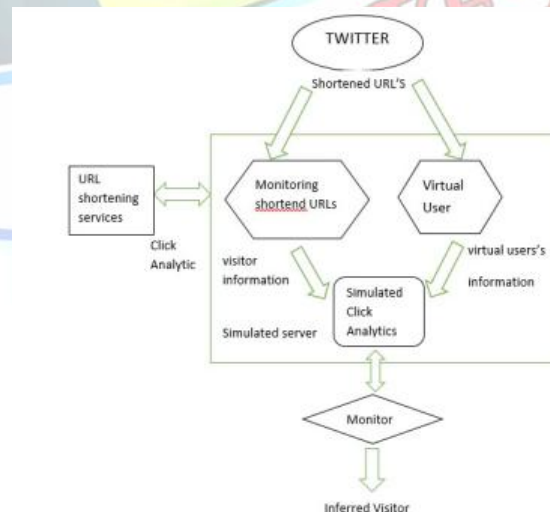 TWITTER
Shortened URL'S
URL
shortening
services
Monitoring
shortend URLs
Virtual
User
Click
Analytic
visitor
information
virtual users's
Information
Simulated
Click
Analytics
Simulated server
Monitor
Inferred Visitor